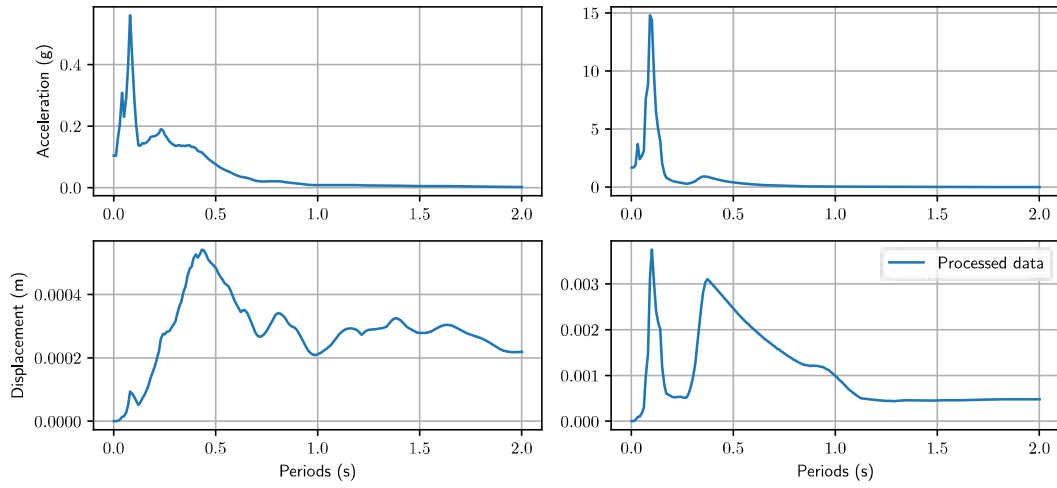 0.4
0.2
0.0
Acceleration (g)
0.0 0.5 1.0 1.5 2.0
15
10
5
0
0.0 0.5 1.0 1.5 2.0
0.0004
0.0002
0.0000
Displacement (m)
0.0 0.5 1.0 1.5 2.0
Periods (s)
Processed data
0.003
0.002
0.001
0.000
0.0 0.5 1.0 1.5 2.0
Periods (s)